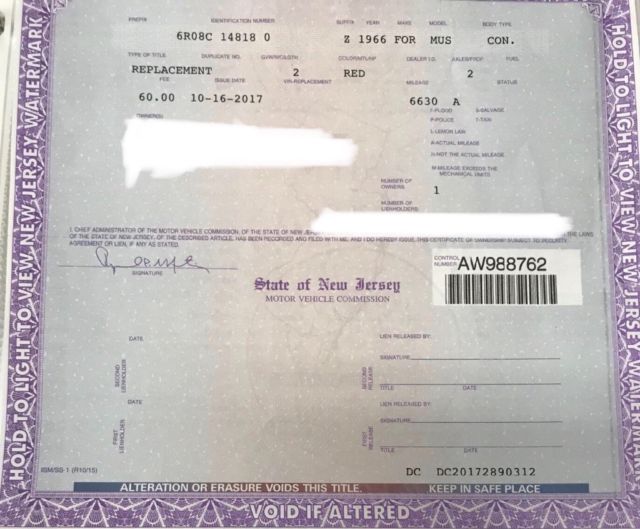 PREFIX IDENTIFICATION NUMBER SUFFIX YEAR MAKE MODEL BODY TYPE
6R08C 14818 0 Z 1966 FOR MUS CON.
TYPE OF TITLE DUPLICATE NO. GVW/WC/LGTH COLOR/MT/HP DEALER I.D. AXLES/PROP FUEL
REPLACEMENT 2 RED 2
FEE ISSUE DATE VIN-REPLACEMENT MILEAGE STATUS
60.00 10-16-2017 6630 A
F-FLOOD S-SALVAGE
P-POLICE T-TAXI
L-LEMON LAW
A-ACTUAL MILEAGE
N-NOT THE ACTUAL MILEAGE
M-MILEAGE EXCEEDS THE
MECHANICAL LIMITS
OWNER(S)
NUMBER OF
OWNERS 1
NUMBER OF
LIENHOLDERS
I, CHIEF ADMINISTRATOR OF THE MOTOR VEHICLE COMMISSION, OF THE STATE OF NEW THE LAWS
OF THE STATE OF NEW JERSEY, OF THE DESCRIBED ARTICLE, HAS BEEN RECORDED AND FILED WITH ME, AND I DO HEREBY ISSUE THIS CERTIFICATE OF OWNERSHIP SUBJECT TO SECURITY
AGREEMENT OR LIEN, IF ANY AS STATED.
SIGNATURE
CONTROL
NUMBER AW988762
State of New Jersey
MOTOR VEHICLE COMMISSION
DATE
SECOND
LIENHOLDER
DATE
FIRST
LIENHOLDER
LIEN RELEASED BY:
SIGNATURE
SECOND
RELEASE
TITLE DATE
LIEN RELEASED BY:
SIGNATURE
FIRST
RELEASE
TITLE DATE
ISM/SS-1 (R10/15)
DC DC20172890312
ALTERATION OR ERASURE VOIDS THIS TITLE. KEEP IN SAFE PLACE
VOID IF ALTERED
HOLD TO LIGHT TO VIEW NEW JERSEY WATERMARK
HOLD TO LIGHT TO VIEW NEW JERSEY WATERMARK